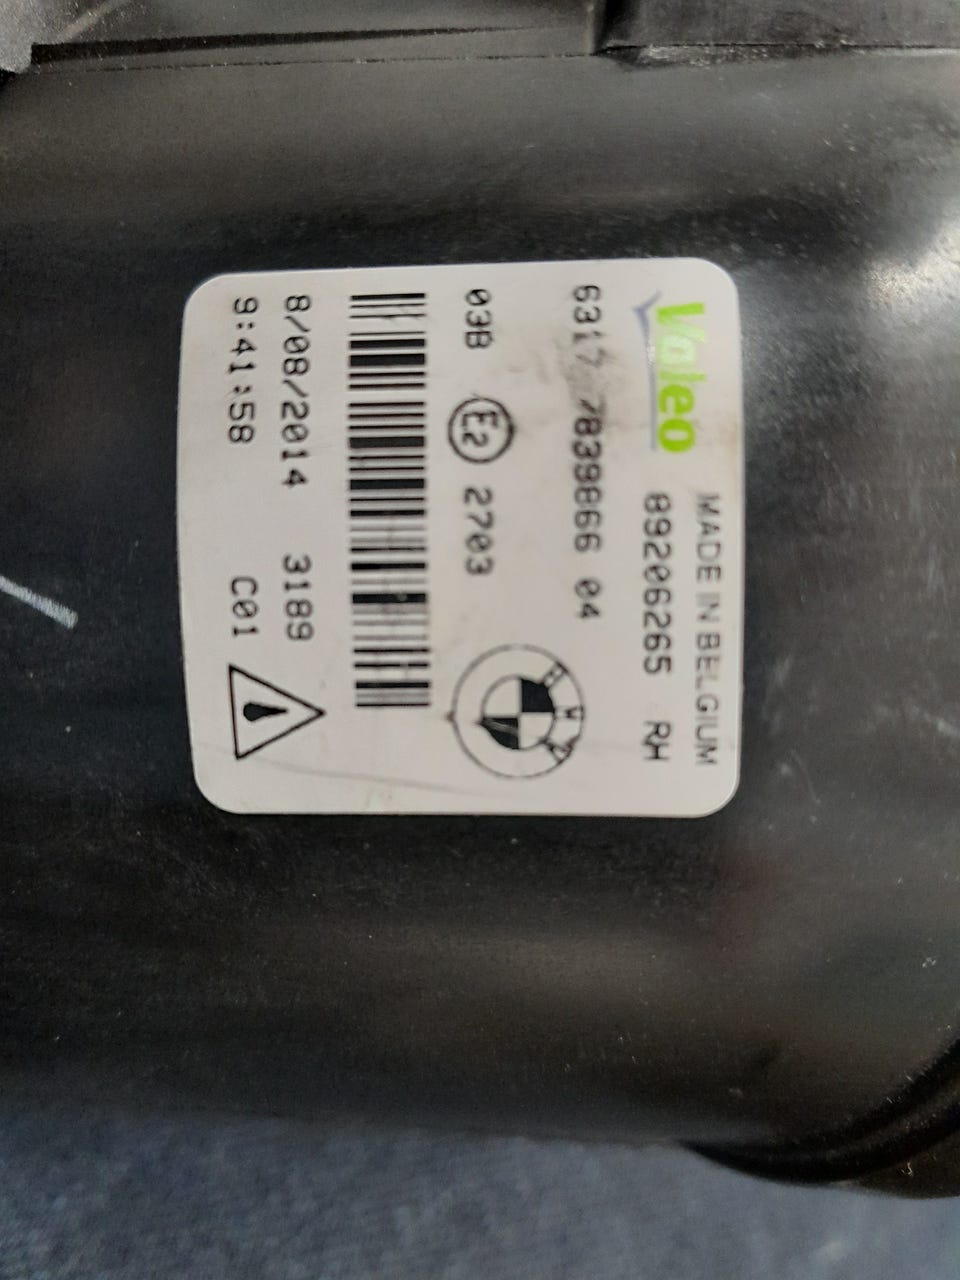 Valeo
MADE IN BELGIUM
89206265 RH
6317 7839866 04
03B E2 2703
BMW
8/08/2014 3189
9:41:58 C01